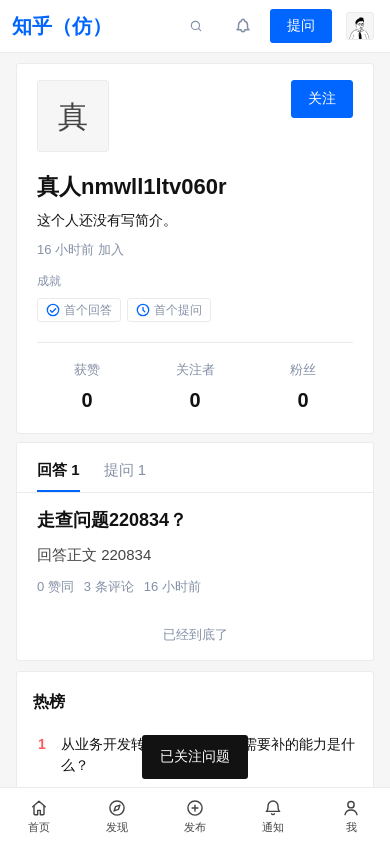 知乎（仿）
提问
真
关注
真人nmwll1ltv060r
这个人还没有写简介。
16 小时前 加入
成就
首个回答 首个提问
获赞 关注者 粉丝
0 0 0
回答 1 提问 1
走查问题220834？
回答正文 220834
0 赞同 3 条评论 16 小时前
已经到底了
热榜
1 从业务开发转 需要补的能力是什
么？
已关注问题
首页 发现 发布 通知 我